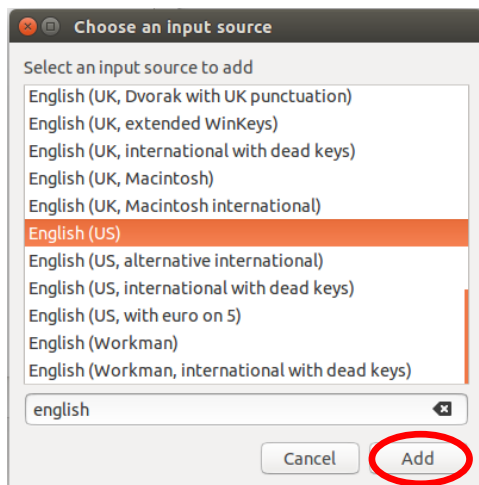 Choose an input source
Select an input source to add
English (UK, Dvorak with UK punctuation)
English (UK, extended WinKeys)
English (UK, international with dead keys)
English (UK, Macintosh)
English (UK, Macintosh international)
English (US)
English (US, alternative international)
English (US, international with dead keys)
English (US, with euro on 5)
English (Workman)
English (Workman, international with dead keys)
english
Cancel Add